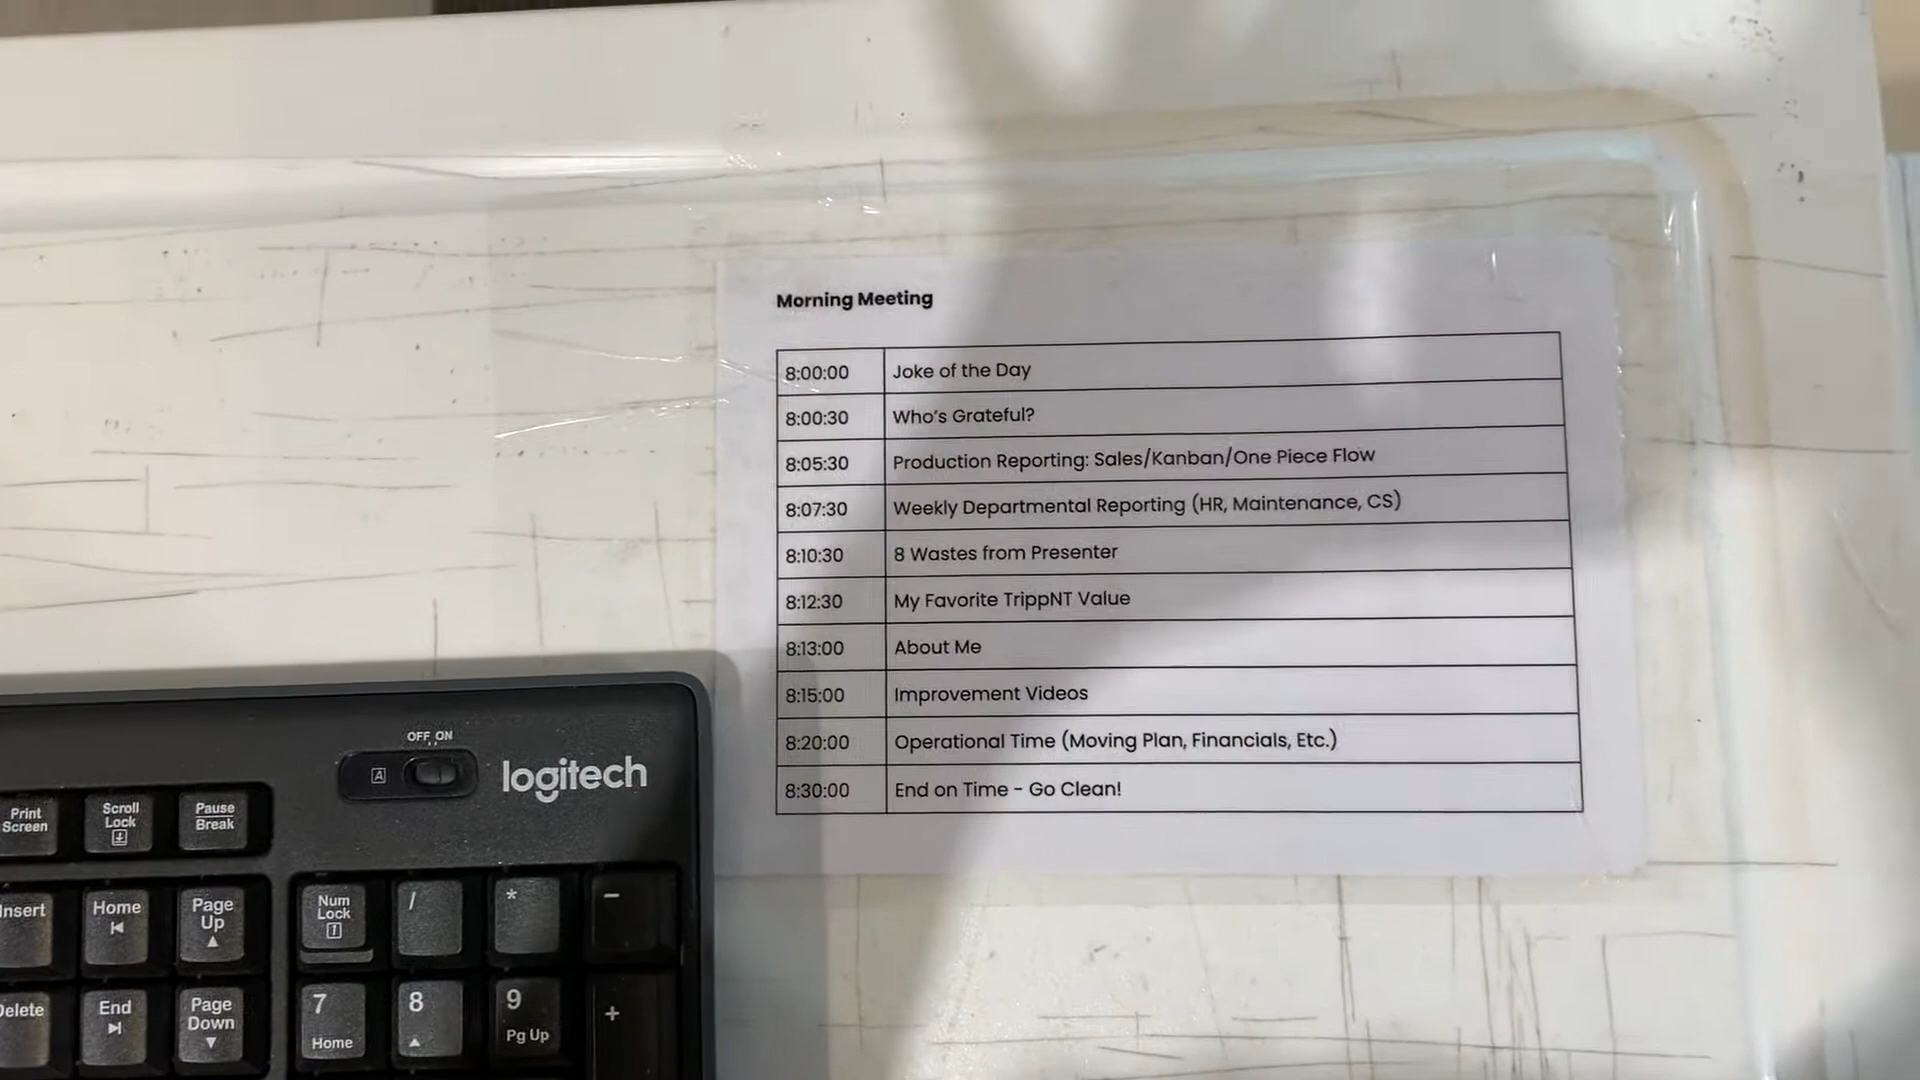 Morning Meeting
8:00:00 Joke of the Day
8:00:30 Who's Grateful?
8:05:30 Production Reporting: Sales/Kanban/One Piece Flow
8:07:30 Weekly Departmental Reporting (HR, Maintenance, CS)
8:10:30 8 Wastes from Presenter
8:12:30 My Favorite TrippNT Value
8:13:00 About Me
8:15:00 Improvement Videos
8:20:00 Operational Time (Moving Plan, Financials, Etc.)
8:30:00 End on Time - Go Clean!
OFF ON
A
logitech
Print Screen
Scroll Lock
Pause Break
Insert
Home
Page Up
Num Lock
1
/
*
-
Delete
End
Page Down
7 Home
8
9 Pg Up
+